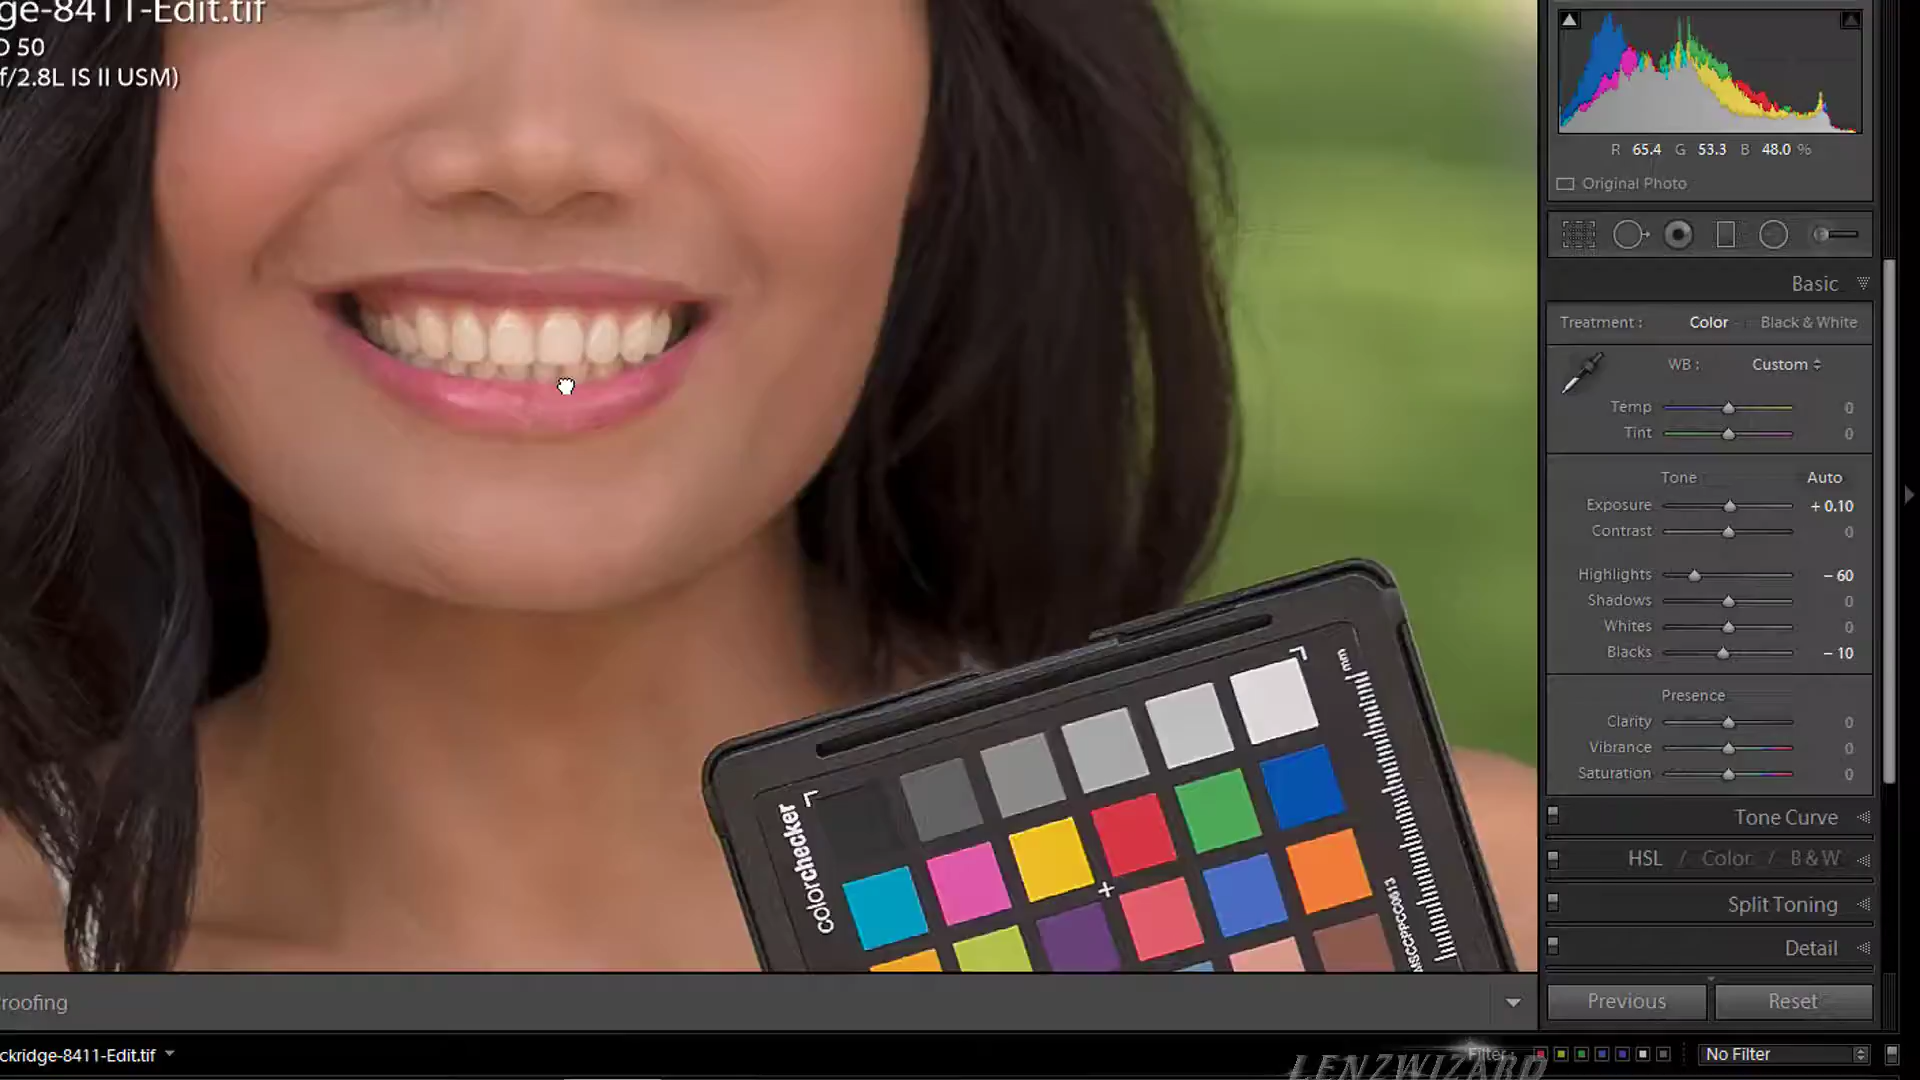 ge-8411-Edit.tif
O 50
f/2.8L IS II USM)
R 65.4 G 53.3 B 48.0 %
Original Photo
Basic
Treatment : Color Black & White
WB : Custom
Temp 0
Tint 0
Tone Auto
Exposure + 0.10
Contrast 0
Highlights – 60
Shadows 0
Whites 0
Blacks – 10
Presence
Clarity 0
Vibrance 0
Saturation 0
Tone Curve
HSL / Color / B & W
Split Toning
Detail
Previous Reset
mm
colorchecker
roofing
ckridge-8411-Edit.tif
Filter : No Filter
LENZWIZARD